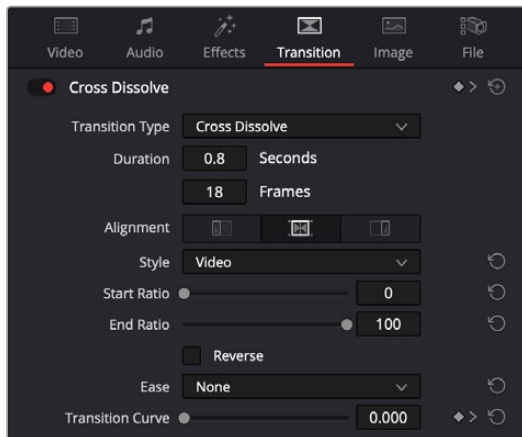 Video Audio Effects Transition Image File
Cross Dissolve
Transition Type Cross Dissolve
Duration 0.8 Seconds
18 Frames
Alignment
Style Video
Start Ratio 0
End Ratio 100
Reverse
Ease None
Transition Curve 0.000